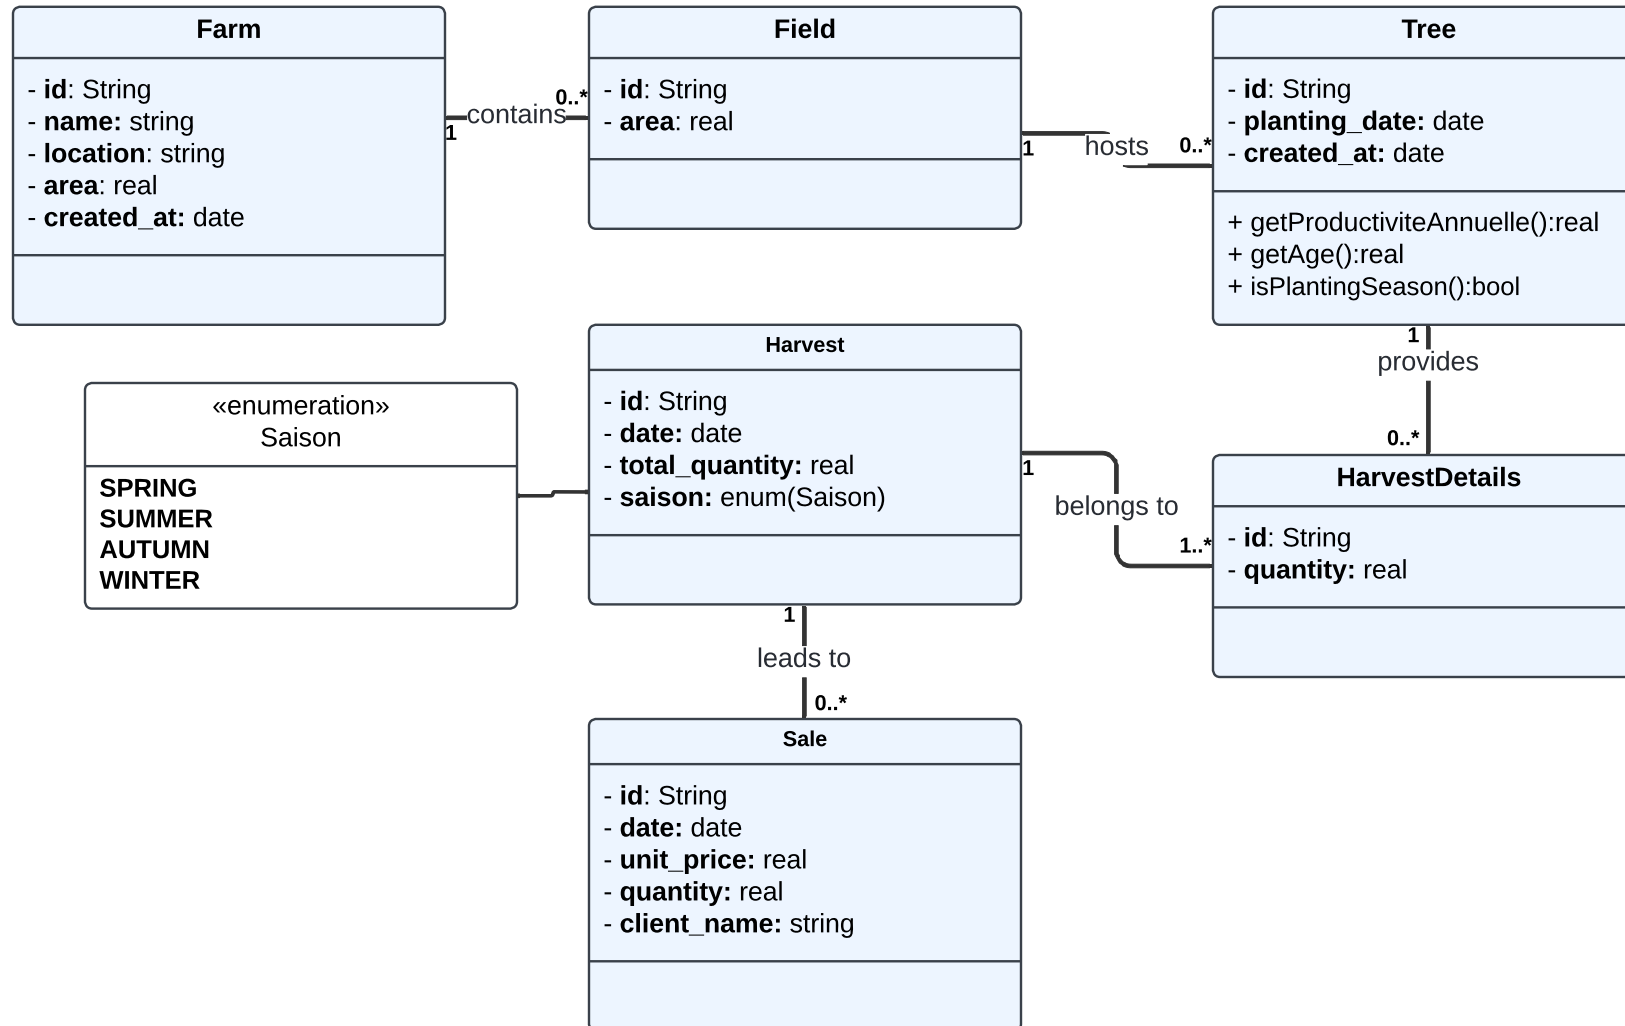 Farm
- id: String
- name: string
- location: string
- area: real
- created_at: date
1
contains
0..*
Field
- id: String
- area: real
1
hosts
0..*
Tree
- id: String
- planting_date: date
- created_at: date
+ getProductiviteAnnuelle():real
+ getAge():real
+ isPlantingSeason():bool
1
provides
0..*
«enumeration»
Saison
SPRING
SUMMER
AUTUMN
WINTER
Harvest
- id: String
- date: date
- total_quantity: real
- saison: enum(Saison)
1
belongs to
1..*
HarvestDetails
- id: String
- quantity: real
1
leads to
0..*
Sale
- id: String
- date: date
- unit_price: real
- quantity: real
- client_name: string